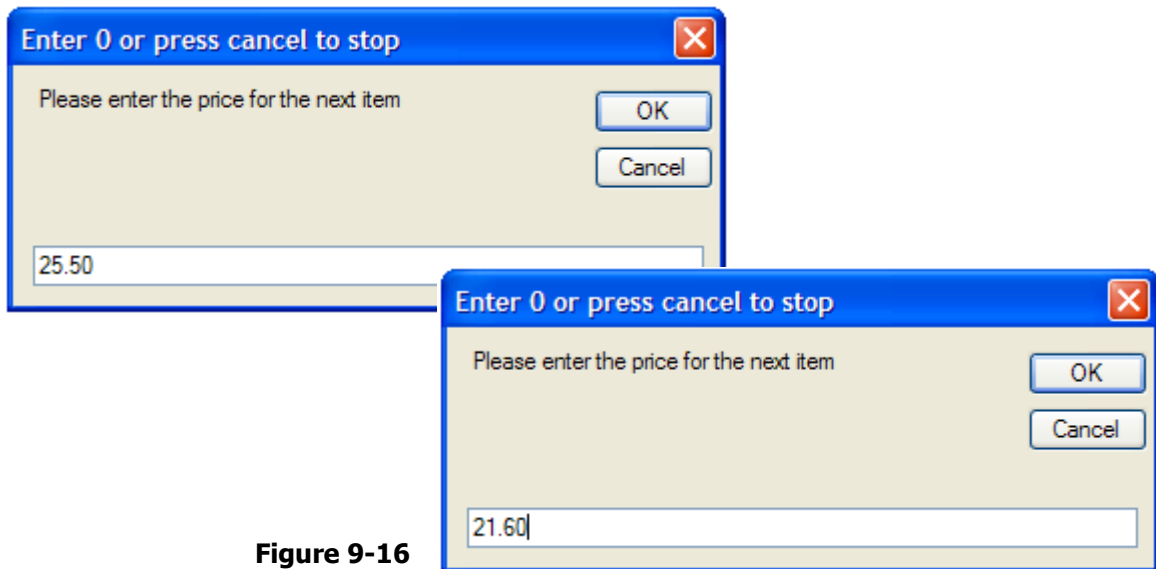 Enter 0 or press cancel to stop
Please enter the price for the next item
OK
Cancel
25.50
Enter 0 or press cancel to stop
Please enter the price for the next item
OK
Cancel
21.60
Figure 9-16